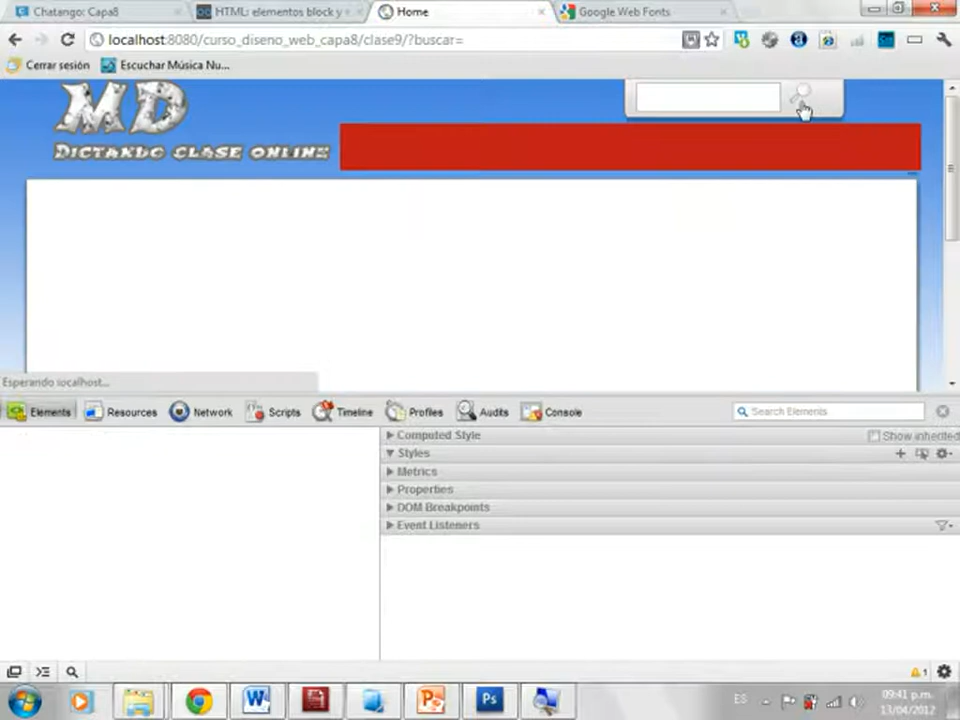 Chatango: Capa8
HTML: elementos block y
Home
Google Web Fonts
localhost:8080/curso_diseno_web_capa8/clase9/?buscar=
Cerrar sesión
Escuchar Música Nu...
MD
Dictando clase online
Esperando localhost...
Elements
Resources
Network
Scripts
Timeline
Profiles
Audits
Console
Search Elements
Computed Style
Show inherited
Styles
Metrics
Properties
DOM Breakpoints
Event Listeners
1
ES
09:41 p.m.
13/04/2012